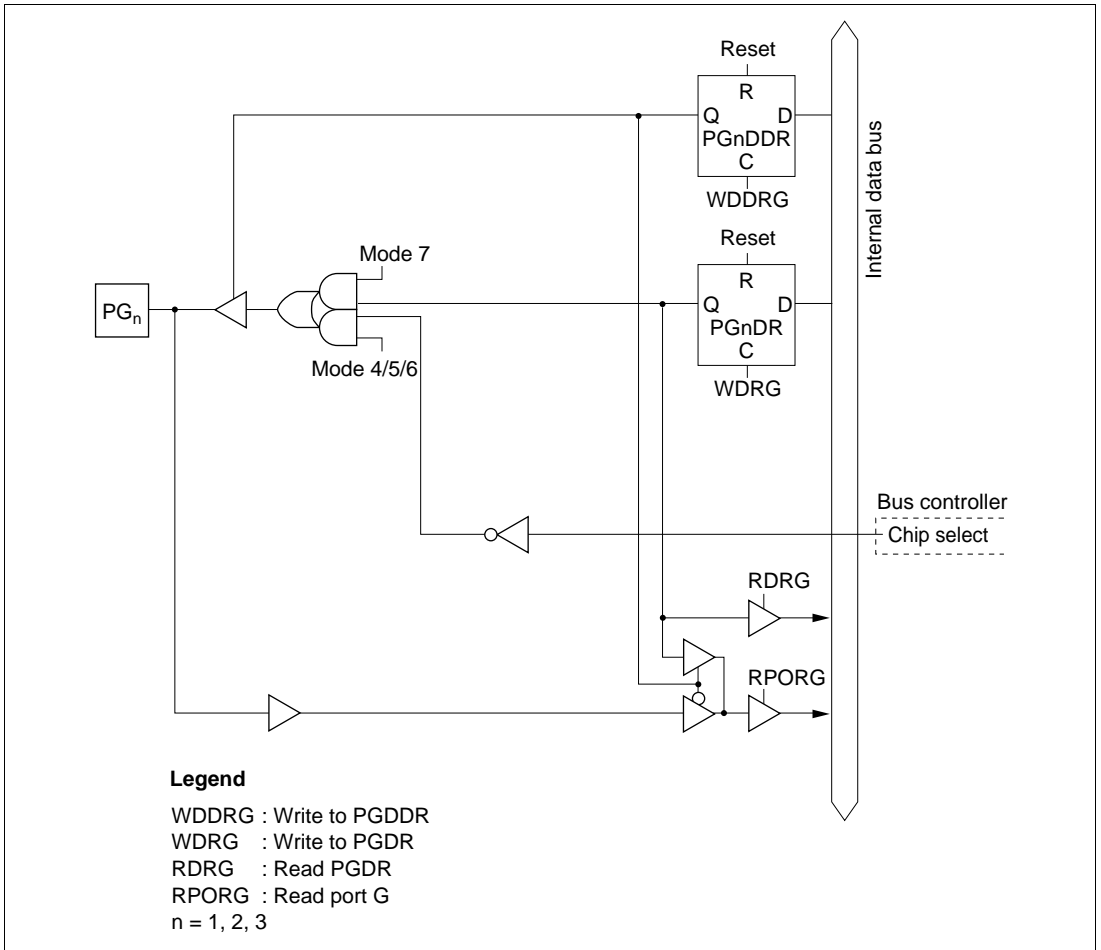 Reset
R
Q D
PGnDDR
C
WDDRG
Internal data bus
Reset
R
Q D
PGnDR
C
WDRG
Mode 7
PGn
Mode 4/5/6
Bus controller
Chip select
RDRG
RPORG
Legend
WDDRG : Write to PGDDR
WDRG : Write to PGDR
RDRG : Read PGDR
RPORG : Read port G
n = 1, 2, 3